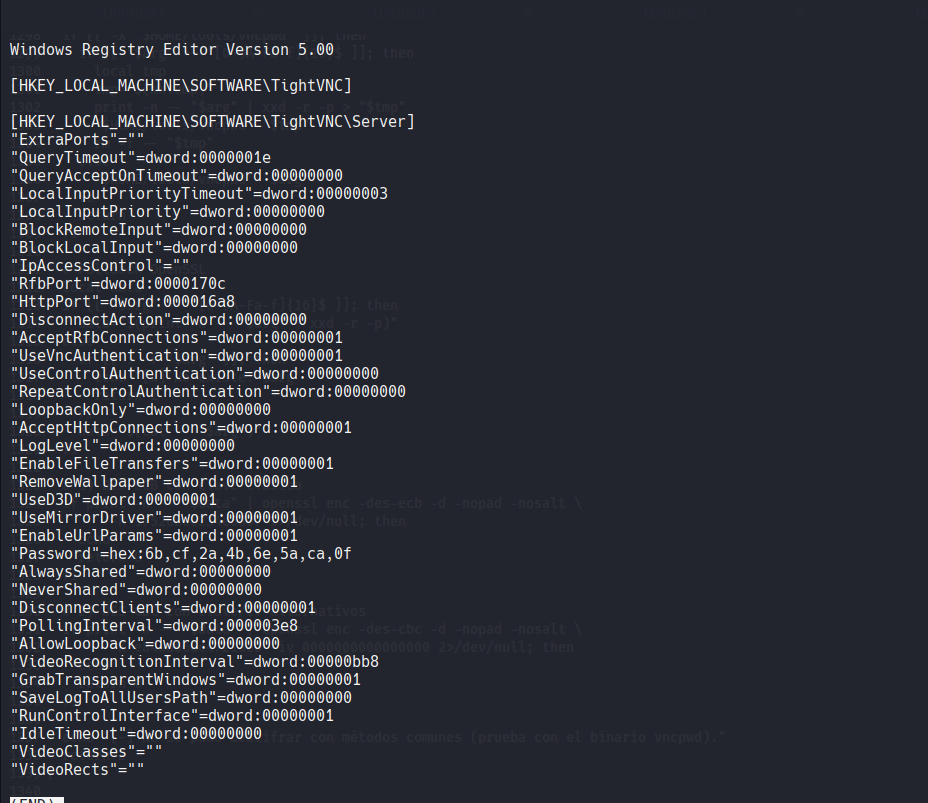 Windows Registry Editor Version 5.00
[HKEY_LOCAL_MACHINE\SOFTWARE\TightVNC]
[HKEY_LOCAL_MACHINE\SOFTWARE\TightVNC\Server]
"ExtraPorts"=""
"QueryTimeout"=dword:0000001e
"QueryAcceptOnTimeout"=dword:00000000
"LocalInputPriorityTimeout"=dword:00000003
"LocalInputPriority"=dword:00000000
"BlockRemoteInput"=dword:00000000
"BlockLocalInput"=dword:00000000
"IpAccessControl"=""
"RfbPort"=dword:0000170c
"HttpPort"=dword:000016a8
"DisconnectAction"=dword:00000000
"AcceptRfbConnections"=dword:00000001
"UseVncAuthentication"=dword:00000001
"UseControlAuthentication"=dword:00000000
"RepeatControlAuthentication"=dword:00000000
"LoopbackOnly"=dword:00000000
"AcceptHttpConnections"=dword:00000001
"LogLevel"=dword:00000000
"EnableFileTransfers"=dword:00000001
"RemoveWallpaper"=dword:00000001
"UseD3D"=dword:00000001
"UseMirrorDriver"=dword:00000001
"EnableUrlParams"=dword:00000001
"Password"=hex:6b,cf,2a,4b,6e,5a,ca,0f
"AlwaysShared"=dword:00000000
"NeverShared"=dword:00000000
"DisconnectClients"=dword:00000001
"PollingInterval"=dword:000003e8
"AllowLoopback"=dword:00000000
"VideoRecognitionInterval"=dword:00000bb8
"GrabTransparentWindows"=dword:00000001
"SaveLogToAllUsersPath"=dword:00000000
"RunControlInterface"=dword:00000001
"IdleTimeout"=dword:00000000
"VideoClasses"=""
"VideoRects"=""
(END)